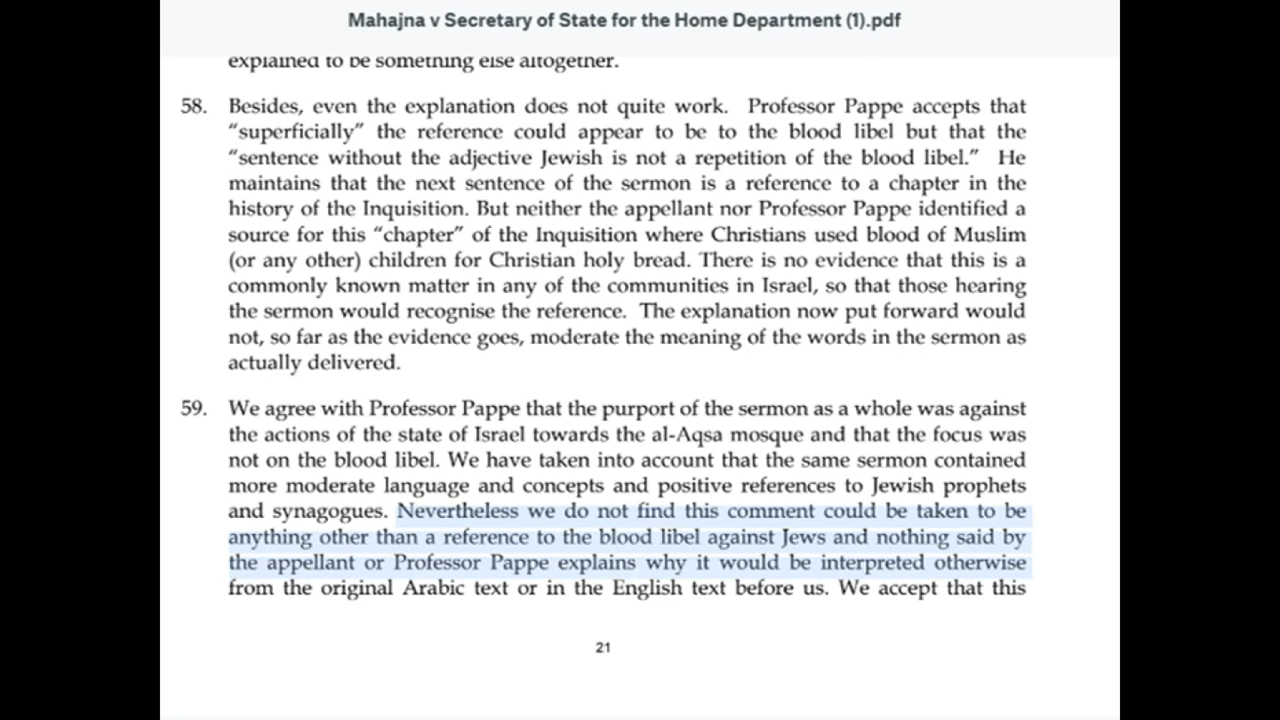 Mahajna v Secretary of State for the Home Department (1).pdf
explained to be something else altogether.
58. Besides, even the explanation does not quite work. Professor Pappe accepts that
“superficially” the reference could appear to be to the blood libel but that the
“sentence without the adjective Jewish is not a repetition of the blood libel.” He
maintains that the next sentence of the sermon is a reference to a chapter in the
history of the Inquisition. But neither the appellant nor Professor Pappe identified a
source for this “chapter” of the Inquisition where Christians used blood of Muslim
(or any other) children for Christian holy bread. There is no evidence that this is a
commonly known matter in any of the communities in Israel, so that those hearing
the sermon would recognise the reference. The explanation now put forward would
not, so far as the evidence goes, moderate the meaning of the words in the sermon as
actually delivered.
59. We agree with Professor Pappe that the purport of the sermon as a whole was against
the actions of the state of Israel towards the al-Aqsa mosque and that the focus was
not on the blood libel. We have taken into account that the same sermon contained
more moderate language and concepts and positive references to Jewish prophets
and synagogues. Nevertheless we do not find this comment could be taken to be
anything other than a reference to the blood libel against Jews and nothing said by
the appellant or Professor Pappe explains why it would be interpreted otherwise
from the original Arabic text or in the English text before us. We accept that this
21